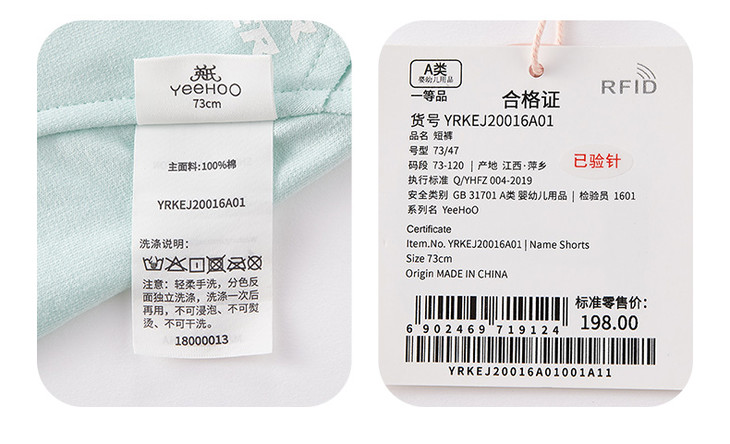 英氏
YeeHoO
73cm
主面料:100%棉
YRKEJ20016A01
洗涤说明:
注意: 轻柔手洗, 分色反
面独立洗涤, 洗涤一次后
再用, 不可浸泡、不可熨
烫、不可干洗。
18000013
A类
婴幼儿用品
一等品
合格证
RFID
货号 YRKEJ20016A01
品名 短裤
号型 73/47
码段 73-120 | 产地 江西·萍乡
已验针
执行标准 Q/YHFZ 004-2019
安全类别 GB 31701 A类 婴幼儿用品 | 检验员 1601
系列名 YeeHoO
Certificate
Item.No. YRKEJ20016A01 | Name Shorts
Size 73cm
Origin MADE IN CHINA
标准零售价:
198.00
6 902469 719124
YRKEJ20016A01001A11